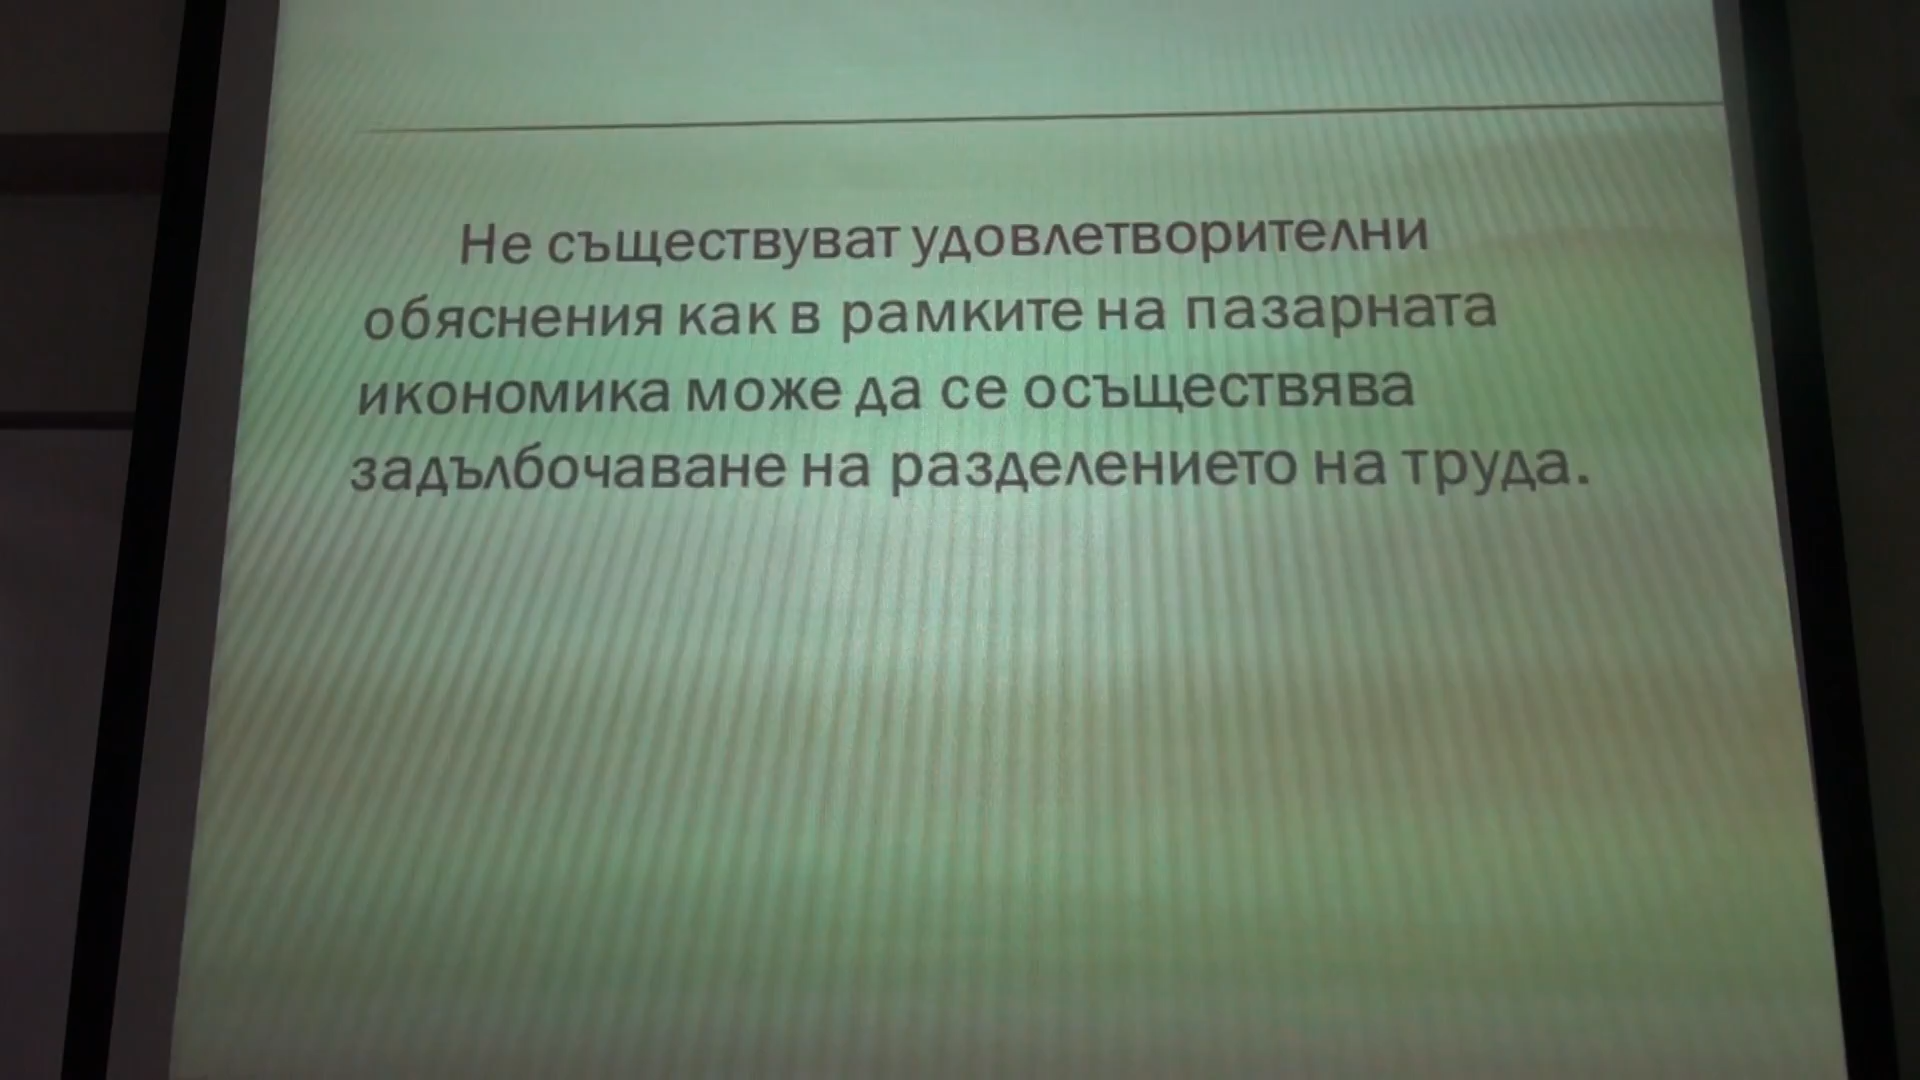 Не съществуват удовлетворителни
обяснения как в рамките на пазарната
икономика може да се осъществява
задълбочаване на разделението на труда.